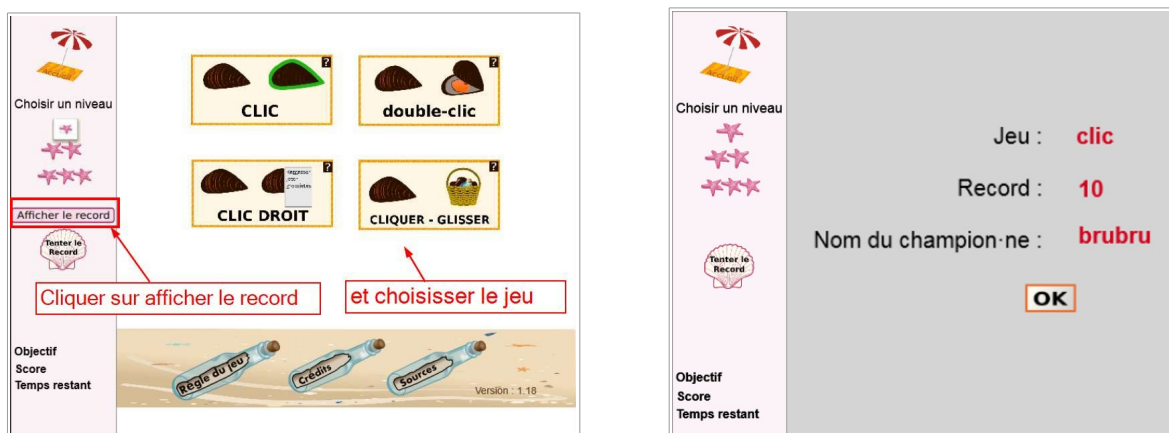 Accueil
Choisir un niveau
Afficher le record
Tenter le
Record
Objectif
Score
Temps restant
?
CLIC
?
double-clic
?
CLIC DROIT
?
CLIQUER - GLISSER
Cliquer sur afficher le record
et choisisser le jeu
Règle du jeu
Crédits
Sources
Version : 1.18
Accueil
Choisir un niveau
Tenter le
Record
Objectif
Score
Temps restant
Jeu : clic
Record : 10
Nom du champion·ne : brubru
OK